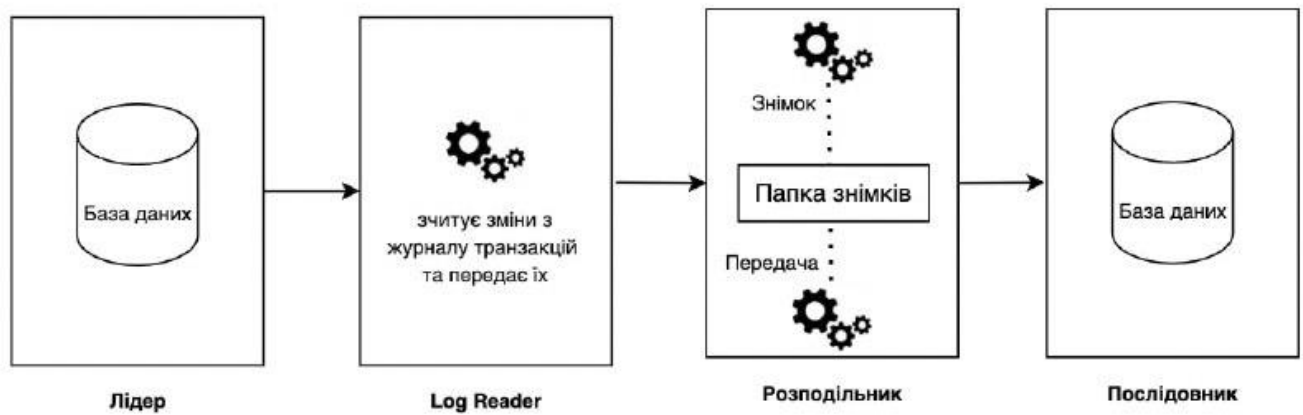 База даних
зчитує зміни з
журналу транзакцій
та передає їх
Знімок
Папка знімків
Передача
База даних
Лідер
Log Reader
Розподільник
Послідовник